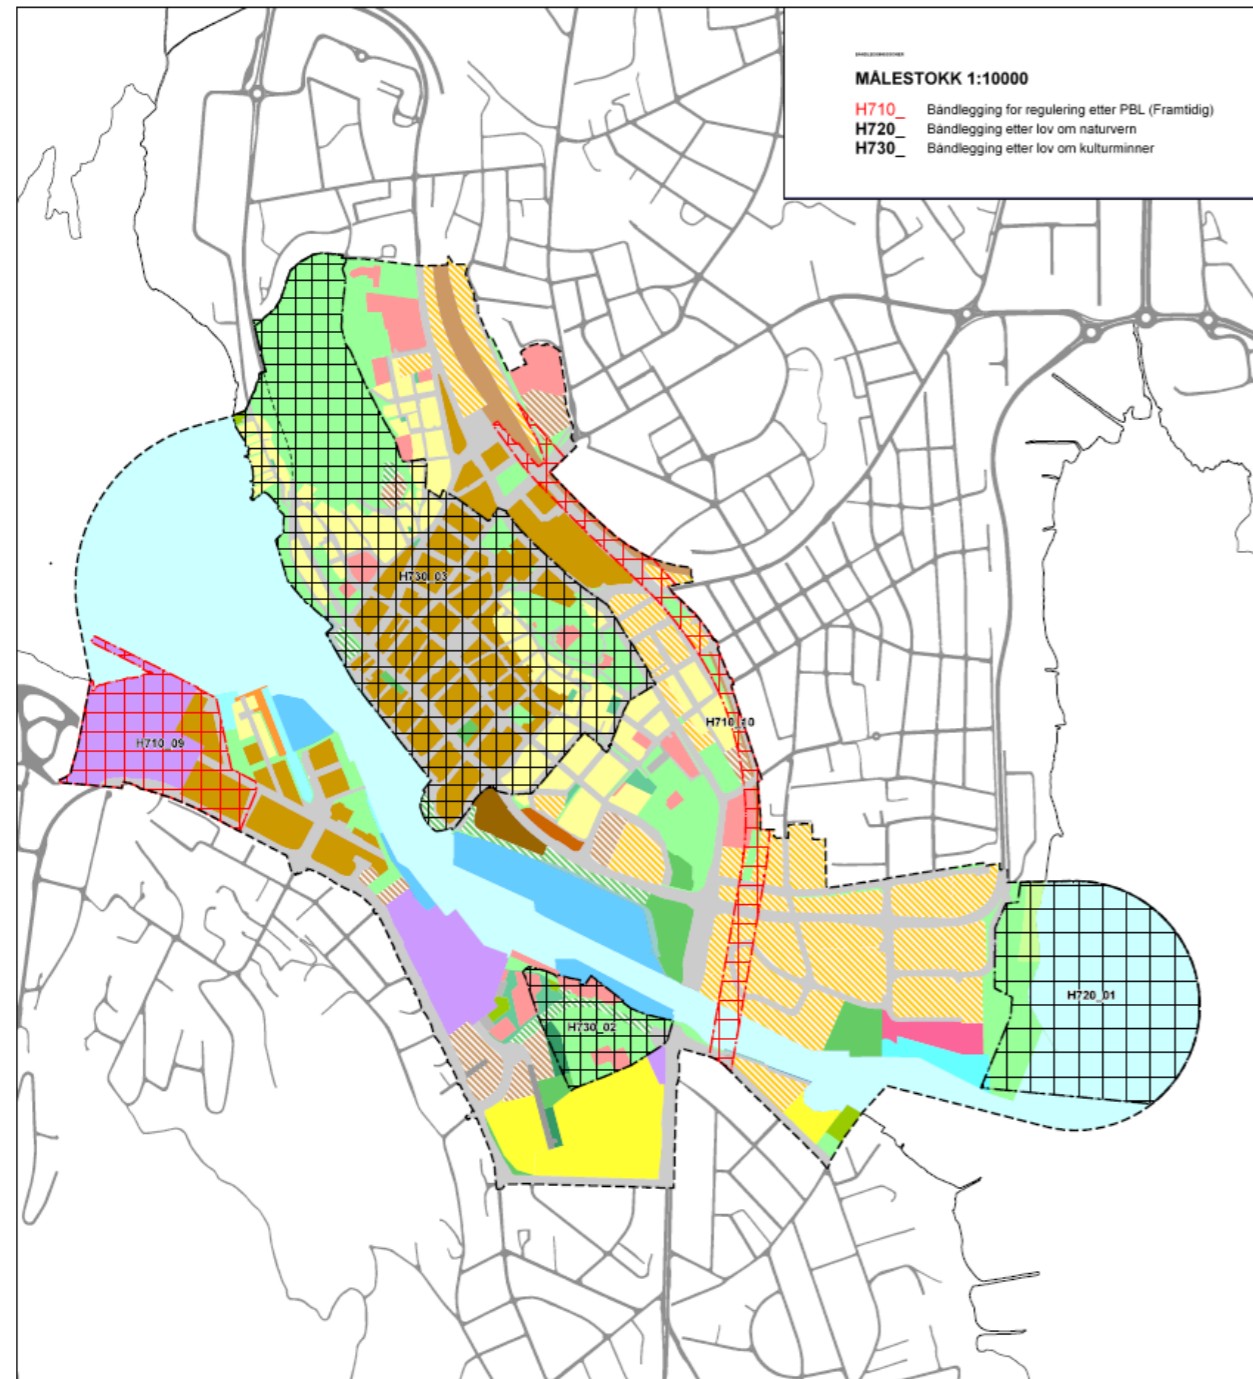 MÅLESTOKK 1:10000
H710_ Båndlegging for regulering etter PBL (Framtidig)
H720_ Båndlegging etter lov om naturvern
H730_ Båndlegging etter lov om kulturminner
H730_03
H710_10
H710_09
H720_01
H730_02